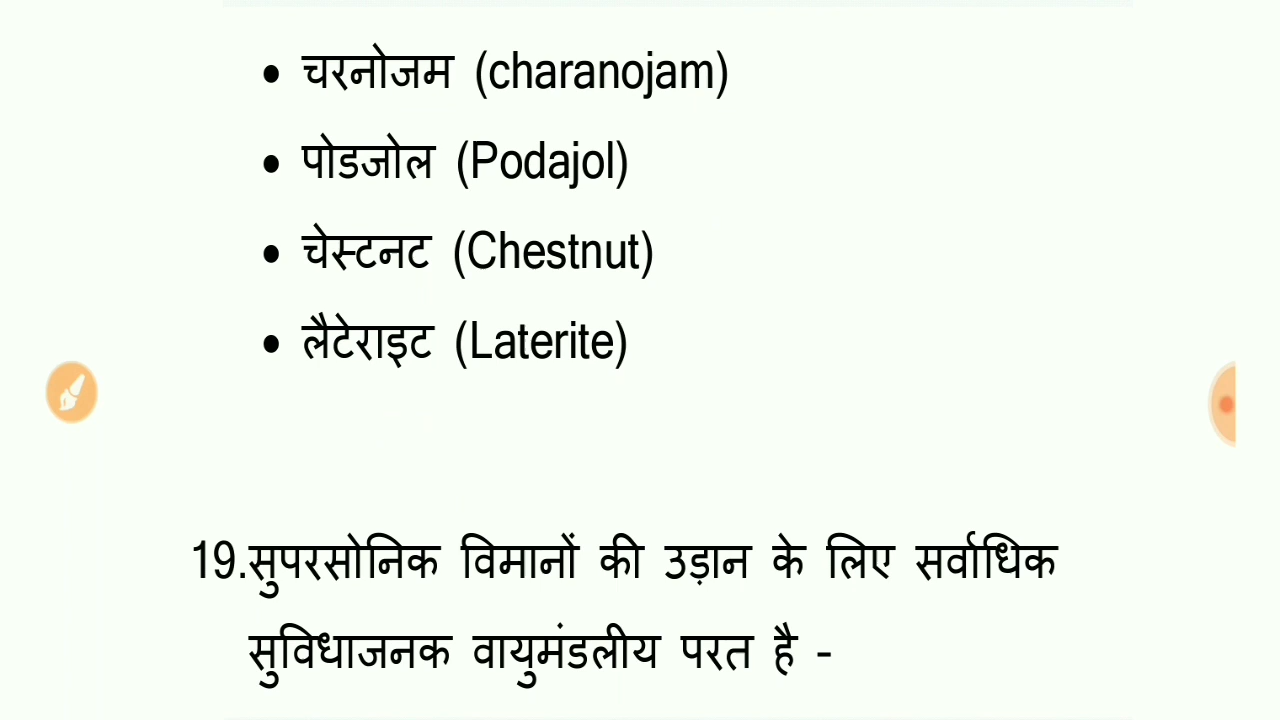 • चरनोजम (charanojam)
• पोडजोल (Podajol)
• चेस्टनट (Chestnut)
• लैटेराइट (Laterite)
19.सुपरसोनिक विमानों की उड़ान के लिए सर्वाधिक
सुविधाजनक वायुमंडलीय परत है -